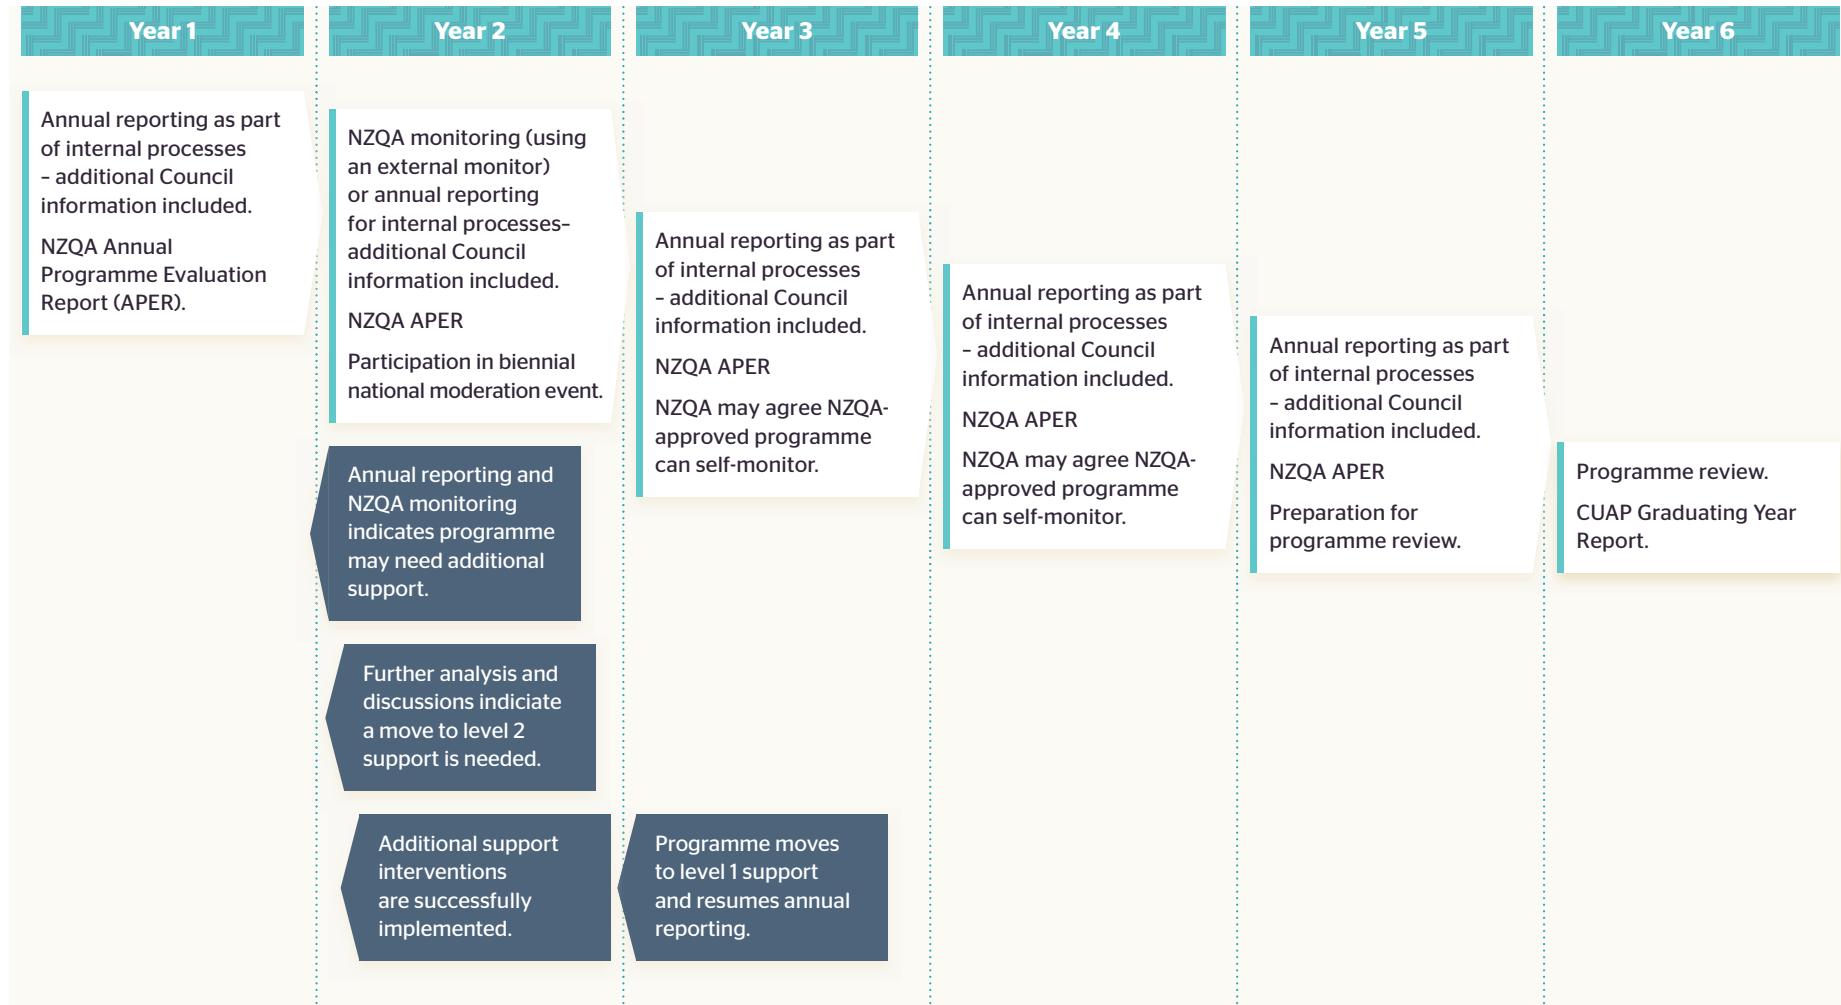 Year 1
Year 2
Year 3
Year 4
Year 5
Year 6
Annual reporting as part
of internal processes
– additional Council
information included.
NZQA Annual
Programme Evaluation
Report (APER).
NZQA monitoring (using
an external monitor)
or annual reporting
for internal processes–
additional Council
information included.
NZQA APER
Participation in biennial
national moderation event.
Annual reporting and
NZQA monitoring
indicates programme
may need additional
support.
Further analysis and
discussions indiciate
a move to level 2
support is needed.
Additional support
interventions
are successfully
implemented.
Annual reporting as part
of internal processes
– additional Council
information included.
NZQA APER
NZQA may agree NZQA-
approved programme
can self-monitor.
Programme moves
to level 1 support
and resumes annual
reporting.
Annual reporting as part
of internal processes
– additional Council
information included.
NZQA APER
NZQA may agree NZQA-
approved programme
can self-monitor.
Annual reporting as part
of internal processes
– additional Council
information included.
NZQA APER
Preparation for
programme review.
Programme review.
CUAP Graduating Year
Report.